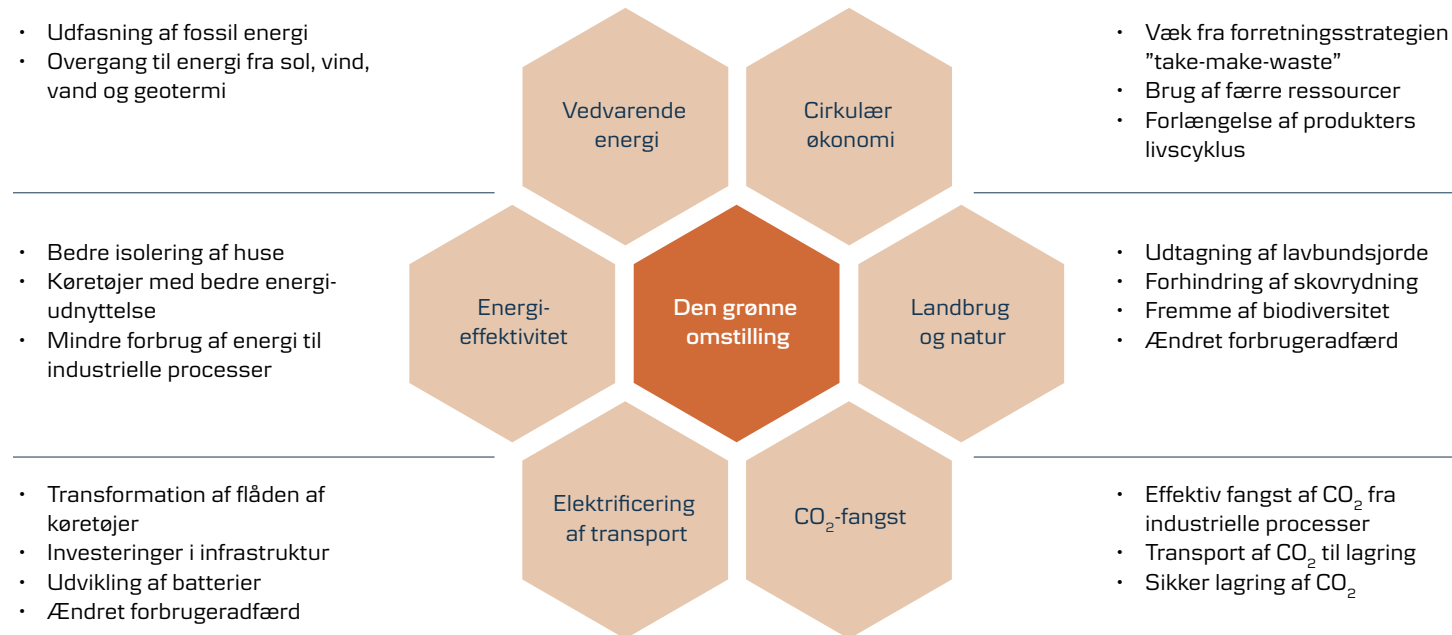 • Udfasning af fossil energi
• Overgang til energi fra sol, vind,
vand og geotermi
Vedvarende
energi
Cirkulær
økonomi
• Væk fra forretningsstrategien
”take-make-waste”
• Brug af færre ressourcer
• Forlængelse af produkters
livscyklus
• Bedre isolering af huse
• Køretøjer med bedre energi-
udnyttelse
• Mindre forbrug af energi til
industrielle processer
Energi-
effektivitet
Den grønne
omstilling
Landbrug
og natur
• Udtagning af lavbundsjorde
• Forhindring af skovrydning
• Fremme af biodiversitet
• Ændret forbrugeradfærd
• Transformation af flåden af
køretøjer
• Investeringer i infrastruktur
• Udvikling af batterier
• Ændret forbrugeradfærd
Elektrificering
af transport
CO₂-fangst
• Effektiv fangst af CO₂ fra
industrielle processer
• Transport af CO₂ til lagring
• Sikker lagring af CO₂